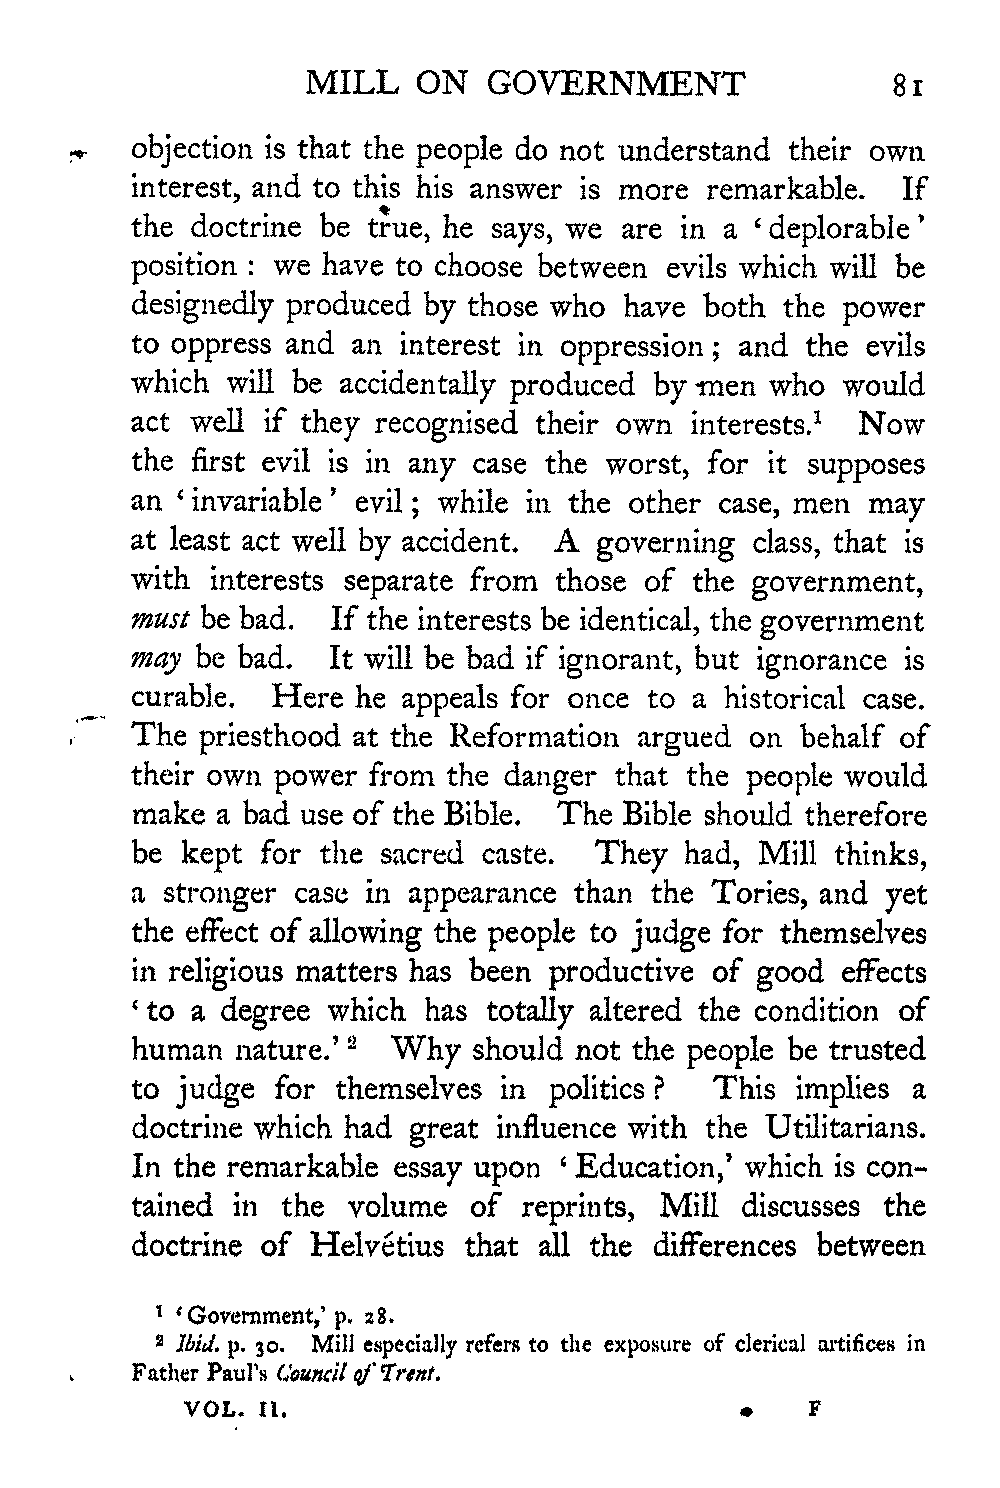 MILL ON GOVERNMENT 81
objection is that the people do not understand their own
interest, and to this his answer is more remarkable. If
the doctrine be true, he says, we are in a ‘deplorable’
position : we have to choose between evils which will be
designedly produced by those who have both the power
to oppress and an interest in oppression ; and the evils
which will be accidentally produced by men who would
act well if they recognised their own interests.¹ Now
the first evil is in any case the worst, for it supposes
an ‘invariable’ evil ; while in the other case, men may
at least act well by accident. A governing class, that is
with interests separate from those of the government,
must be bad. If the interests be identical, the government
may be bad. It will be bad if ignorant, but ignorance is
curable. Here he appeals for once to a historical case.
The priesthood at the Reformation argued on behalf of
their own power from the danger that the people would
make a bad use of the Bible. The Bible should therefore
be kept for the sacred caste. They had, Mill thinks,
a stronger case in appearance than the Tories, and yet
the effect of allowing the people to judge for themselves
in religious matters has been productive of good effects
‘to a degree which has totally altered the condition of
human nature.’² Why should not the people be trusted
to judge for themselves in politics ? This implies a
doctrine which had great influence with the Utilitarians.
In the remarkable essay upon ‘Education,’ which is con-
tained in the volume of reprints, Mill discusses the
doctrine of Helvétius that all the differences between
¹ ‘Government,’ p. 28.
² Ibid. p. 30. Mill especially refers to the exposure of clerical artifices in
Father Paul's Council of Trent.
VOL. II. F